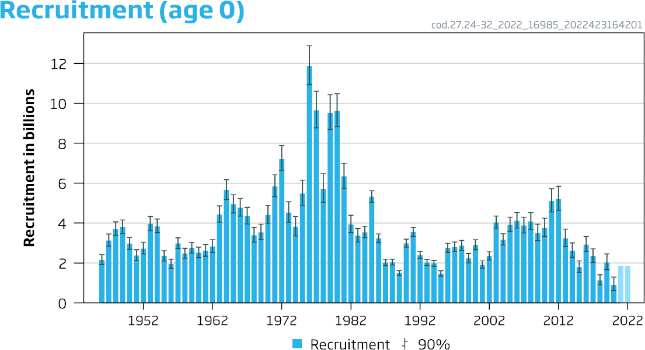 Recruitment (age 0)
cod.27.24-32_2022_16985_2022423164201
Recruitment in billions
12
10
8
6
4
2
0
1952 1962 1972 1982 1992 2002 2012 2022
Recruitment 90%